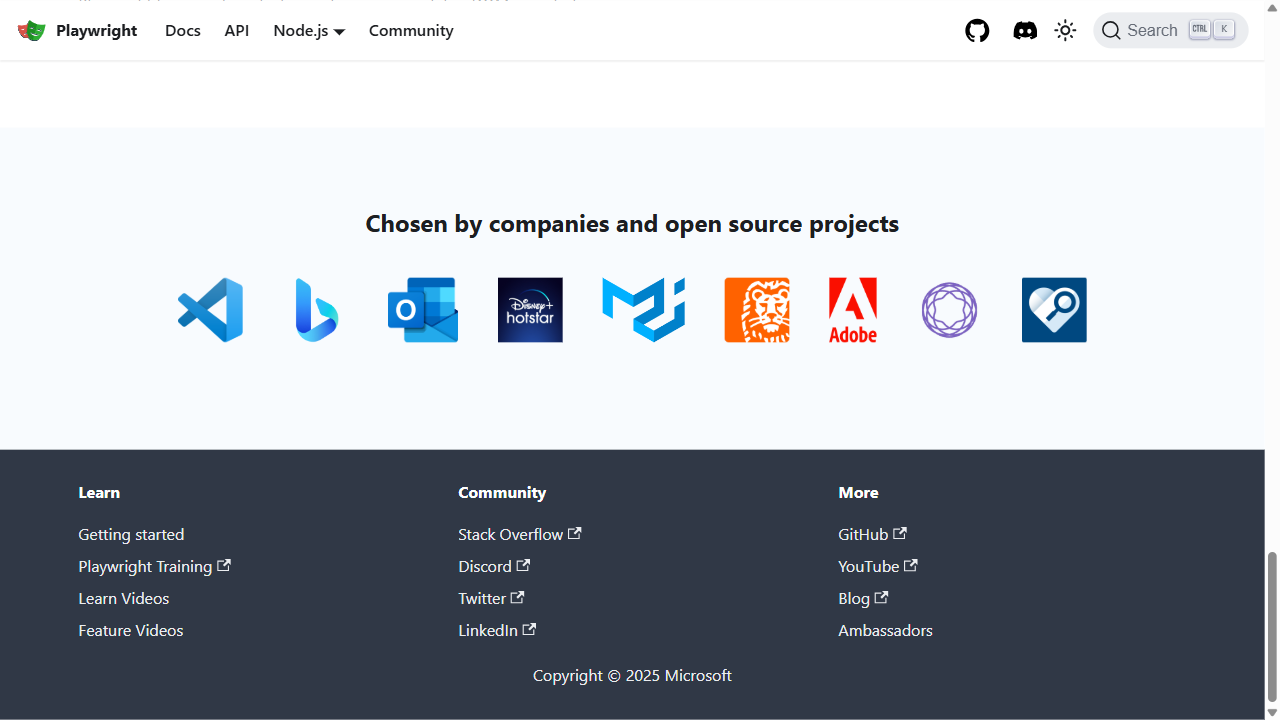 Playwright Docs API Node.js Community Search CTRL K
Chosen by companies and open source projects
O
Disney+
hotstar
Adobe
Learn
Getting started
Playwright Training
Learn Videos
Feature Videos
Community
Stack Overflow
Discord
Twitter
LinkedIn
More
GitHub
YouTube
Blog
Ambassadors
Copyright © 2025 Microsoft